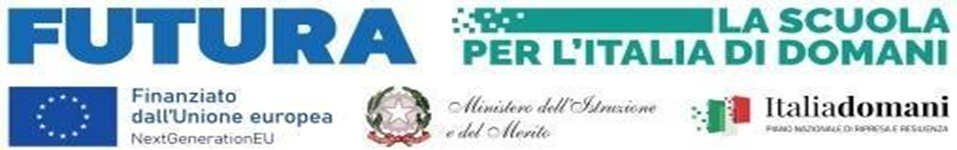 FUTURA
LA SCUOLA
PER L'ITALIA DI DOMANI
Finanziato
dall'Unione europea
NextGenerationEU
Ministero dell'Istruzione
e del Merito
Italiadomani
PIANO NAZIONALE DI RIPRESA E RESILIENZA